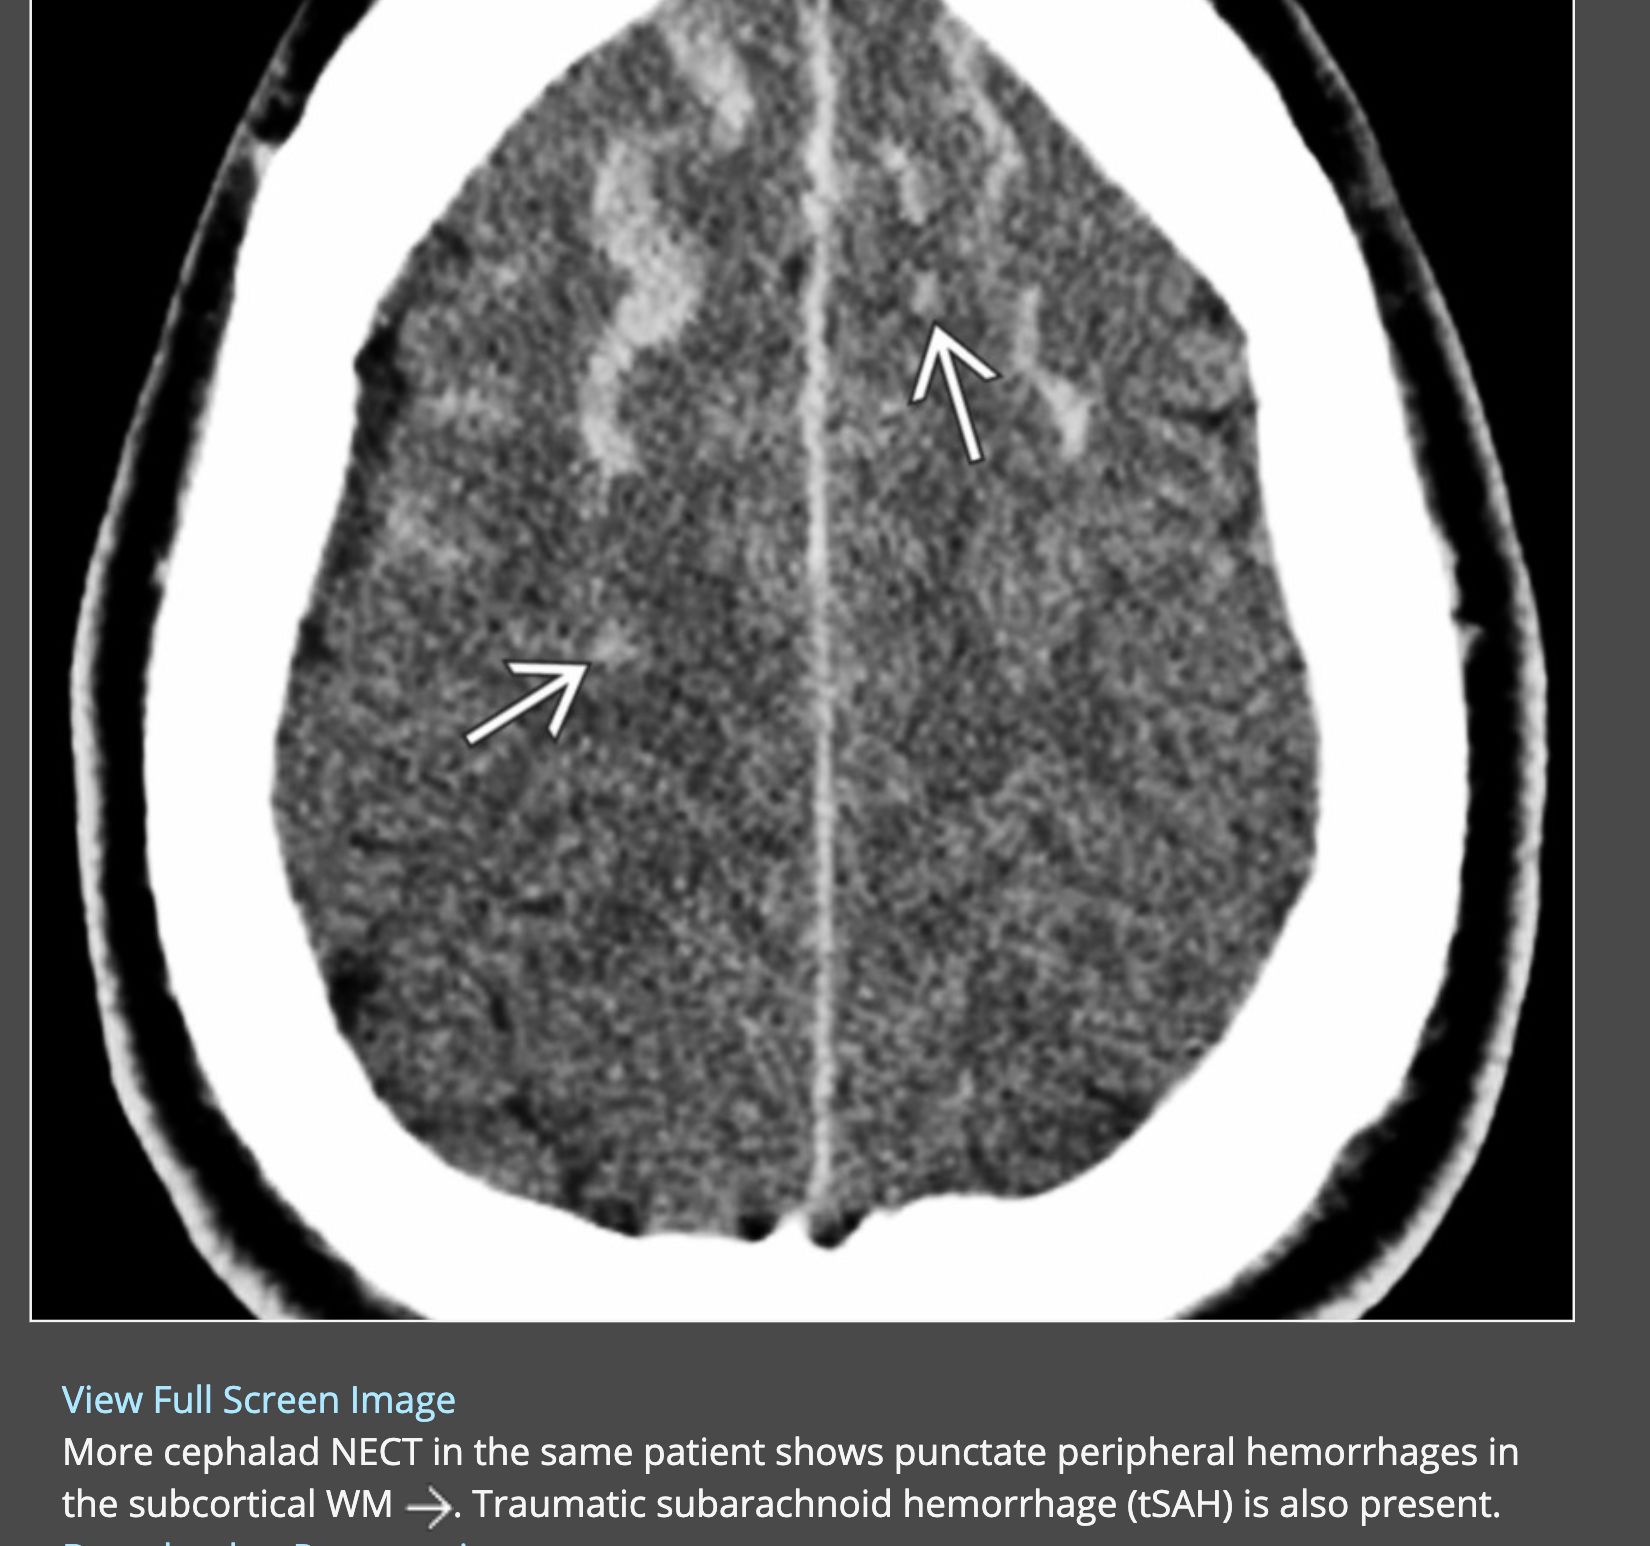 View Full Screen Image
More cephalad NECT in the same patient shows punctate peripheral hemorrhages in
the subcortical WM →. Traumatic subarachnoid hemorrhage (tSAH) is also present.